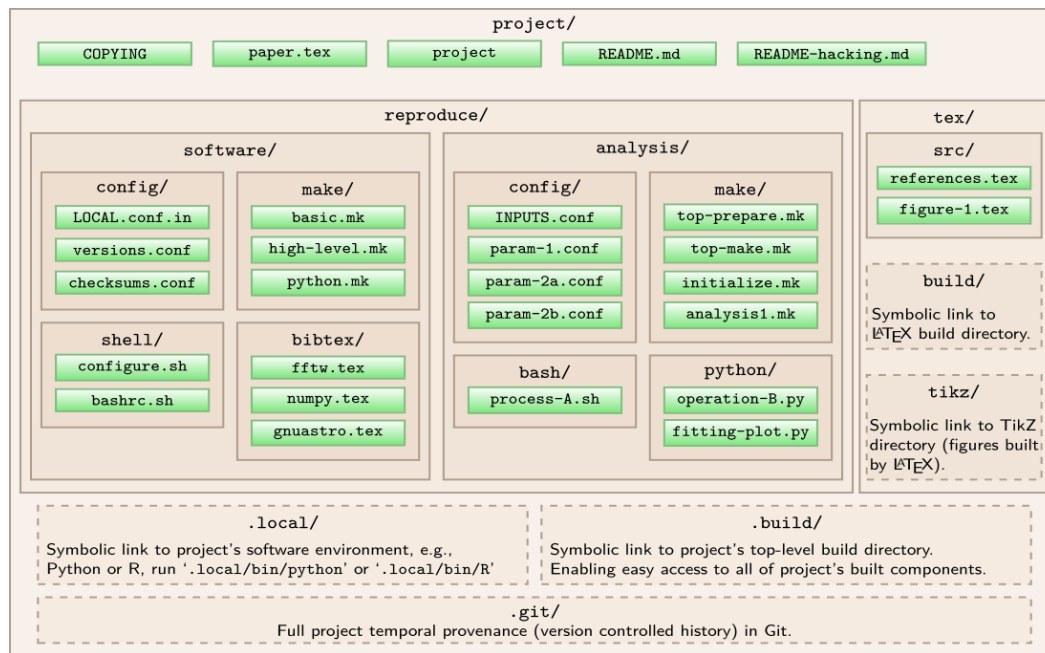 project/
COPYING
paper.tex
project
README.md
README-hacking.md
reproduce/
software/
config/
LOCAL.conf.in
versions.conf
checksums.conf
make/
basic.mk
high-level.mk
python.mk
shell/
configure.sh
bashrc.sh
bibtex/
fftw.tex
numpy.tex
gnuastro.tex
analysis/
config/
INPUTS.conf
param-1.conf
param-2a.conf
param-2b.conf
make/
top-prepare.mk
top-make.mk
initialize.mk
analysis1.mk
bash/
process-A.sh
python/
operation-B.py
fitting-plot.py
tex/
src/
references.tex
figure-1.tex
build/
Symbolic link to
LATEX build directory.
tikz/
Symbolic link to TikZ
directory (figures built
by LATEX).
.local/
Symbolic link to project's software environment, e.g.,
Python or R, run ‘.local/bin/python’ or ‘.local/bin/R’
.build/
Symbolic link to project's top-level build directory.
Enabling easy access to all of project's built components.
.git/
Full project temporal provenance (version controlled history) in Git.